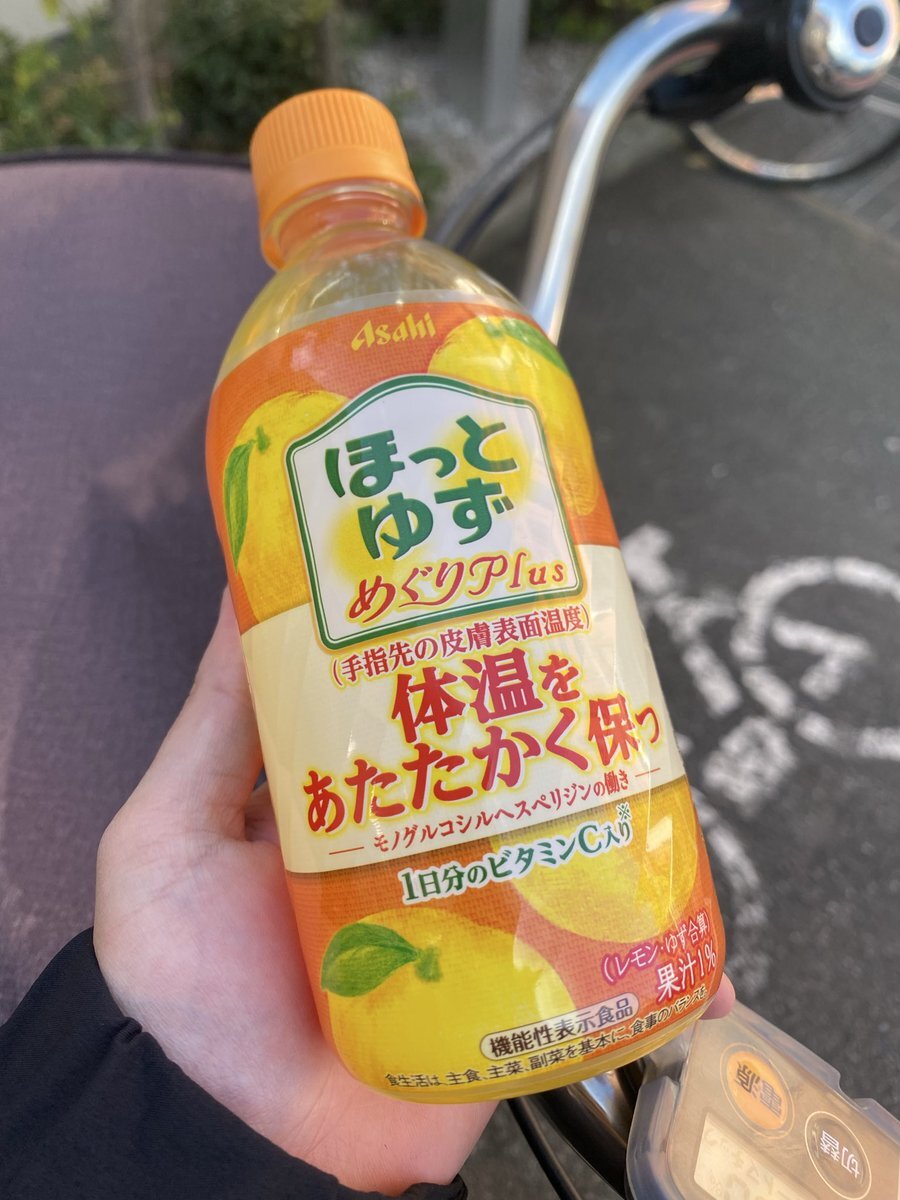 Asahi
ほっと
ゆず
めぐりPlus
(手指先の皮膚表面温度)
体温を
あたたかく保つ
モノグルコシルヘスペリジンの働き
1日分のビタミンC入り※
(レモン・ゆず合算)
果汁1%
機能性表示食品
食生活は、主食、主菜、副菜を基本に、食事のバランスを。
電源
切替